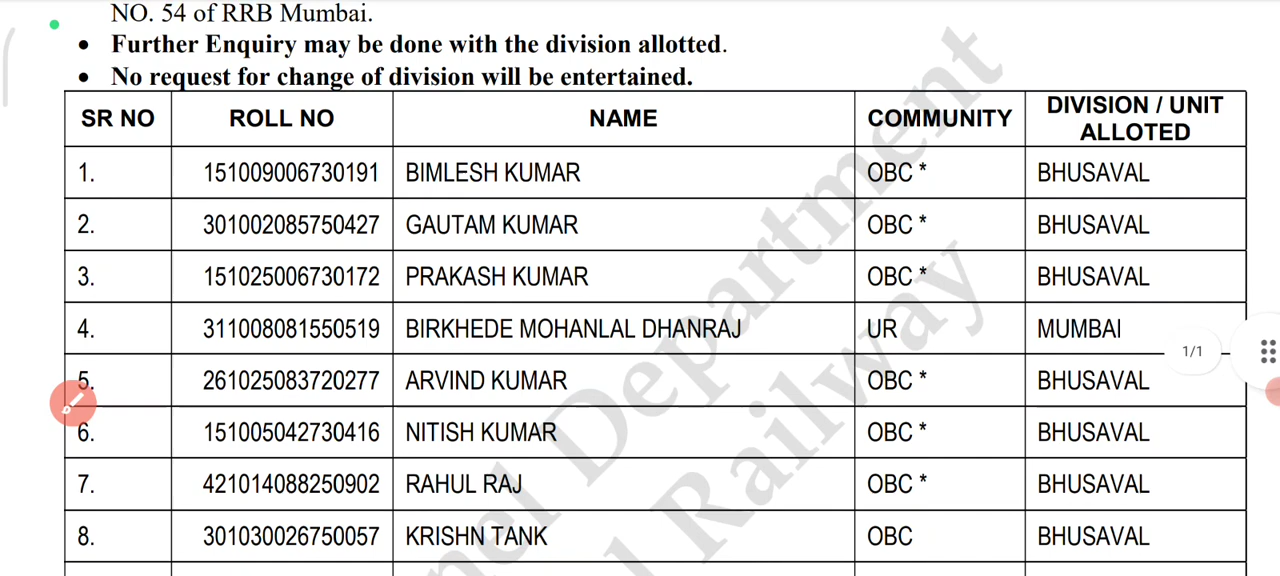 NO. 54 of RRB Mumbai.
• Further Enquiry may be done with the division allotted.
• No request for change of division will be entertained.
SR NO ROLL NO NAME COMMUNITY DIVISION / UNIT ALLOTED
1. 151009006730191 BIMLESH KUMAR OBC * BHUSAVAL
2. 301002085750427 GAUTAM KUMAR OBC * BHUSAVAL
3. 151025006730172 PRAKASH KUMAR OBC * BHUSAVAL
4. 311008081550519 BIRKHEDE MOHANLAL DHANRAJ UR MUMBAI
1/1
5. 261025083720277 ARVIND KUMAR OBC * BHUSAVAL
6. 151005042730416 NITISH KUMAR OBC * BHUSAVAL
7. 421014088250902 RAHUL RAJ OBC * BHUSAVAL
8. 301030026750057 KRISHN TANK OBC BHUSAVAL
Department
Railway